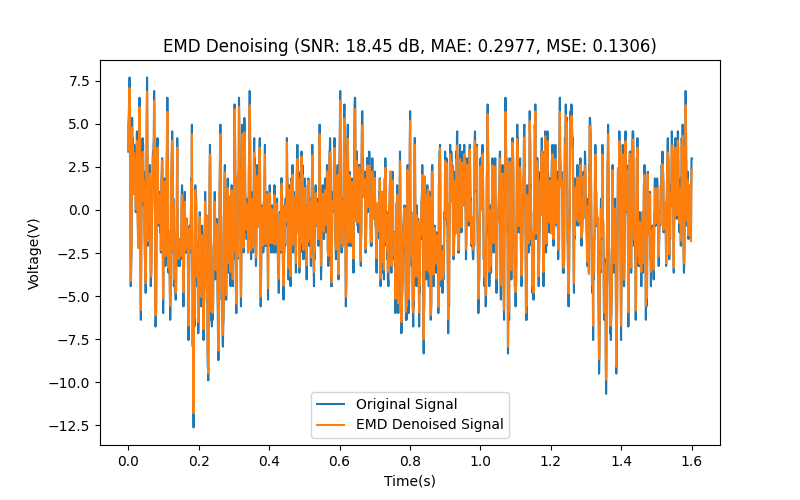 EMD Denoising (SNR: 18.45 dB, MAE: 0.2977, MSE: 0.1306)
7.5
5.0
2.5
0.0
−2.5
−5.0
−7.5
−10.0
−12.5
Voltage(V)
Original Signal
EMD Denoised Signal
0.0 0.2 0.4 0.6 0.8 1.0 1.2 1.4 1.6
Time(s)